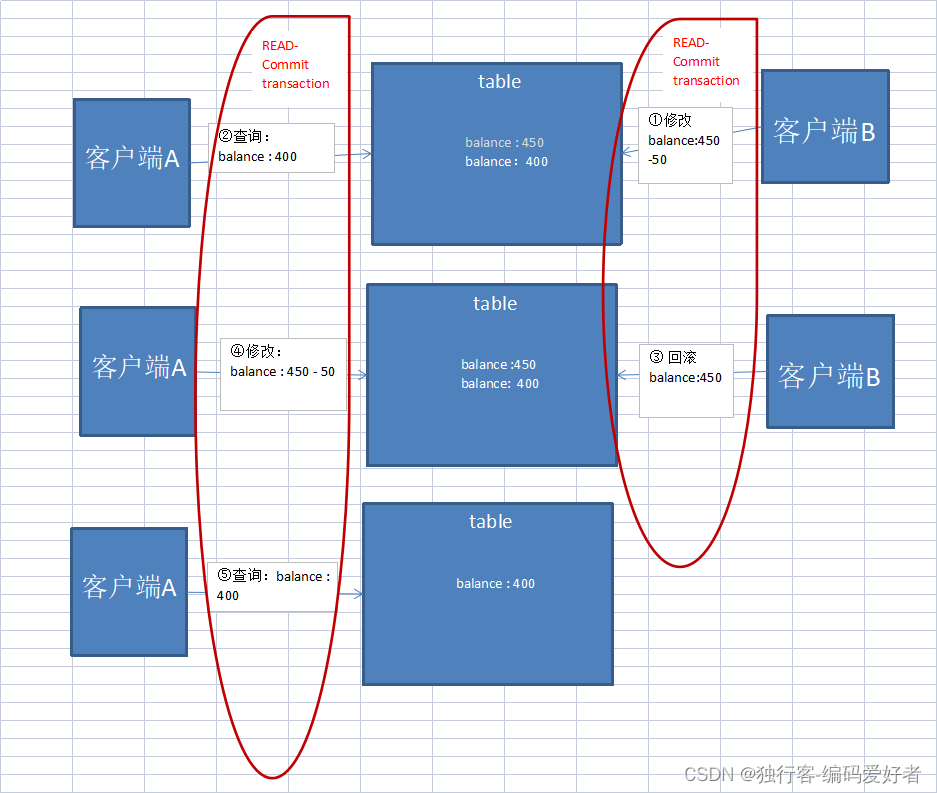 READ-
Commit
transaction
READ-
Commit
transaction
table
客户端A
②查询：
balance : 400
balance : 450
balance： 400
①修改
balance:450
-50
客户端B
table
客户端A
④修改：
balance : 450 - 50
balance :450
balance: 400
③ 回滚
balance:450
客户端B
table
客户端A
⑤查询：balance :
400
balance : 400
CSDN @独行客-编码爱好者